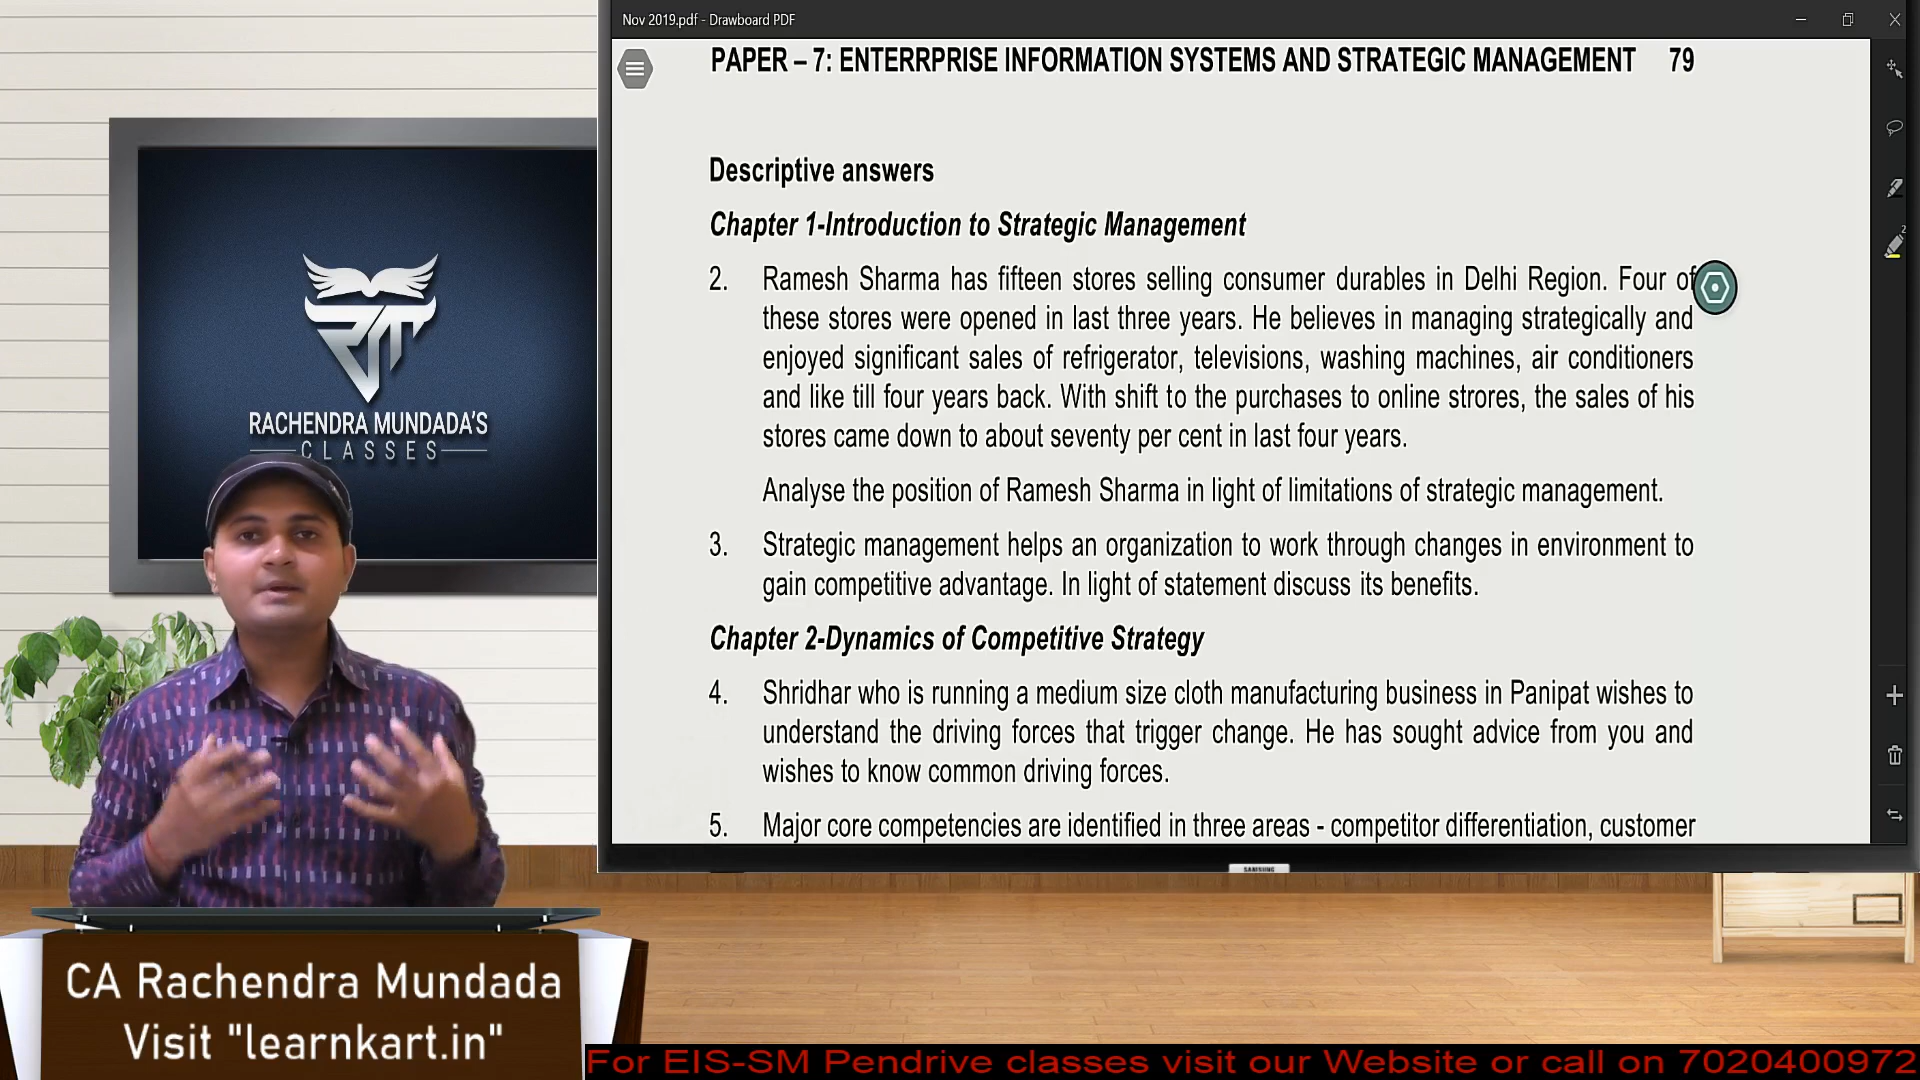 Nov 2019.pdf - Drawboard PDF
PAPER – 7: ENTERRPRISE INFORMATION SYSTEMS AND STRATEGIC MANAGEMENT 79
Descriptive answers
Chapter 1-Introduction to Strategic Management
2. Ramesh Sharma has fifteen stores selling consumer durables in Delhi Region. Four of
these stores were opened in last three years. He believes in managing strategically and
enjoyed significant sales of refrigerator, televisions, washing machines, air conditioners
and like till four years back. With shift to the purchases to online strores, the sales of his
stores came down to about seventy per cent in last four years.
Analyse the position of Ramesh Sharma in light of limitations of strategic management.
3. Strategic management helps an organization to work through changes in environment to
gain competitive advantage. In light of statement discuss its benefits.
Chapter 2-Dynamics of Competitive Strategy
4. Shridhar who is running a medium size cloth manufacturing business in Panipat wishes to
understand the driving forces that trigger change. He has sought advice from you and
wishes to know common driving forces.
5. Major core competencies are identified in three areas - competitor differentiation, customer
2
SAMSUNG
RACHENDRA MUNDADA'S
CLASSES
CA Rachendra Mundada
Visit "learnkart.in"
For EIS-SM Pendrive classes visit our Website or call on 7020400972